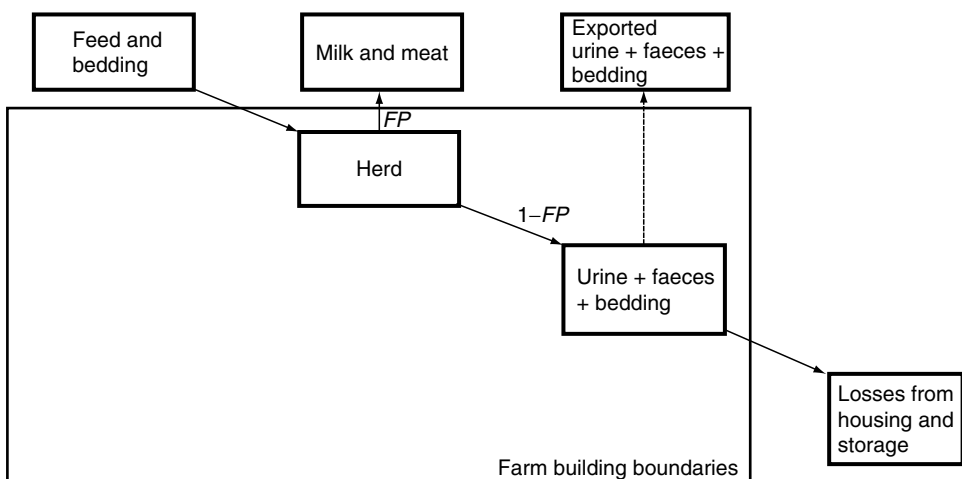 Feed and
bedding
Milk and meat
Exported
urine + faeces +
bedding
FP
Herd
1–FP
Urine + faeces
+ bedding
Losses from
housing and
storage
Farm building boundaries